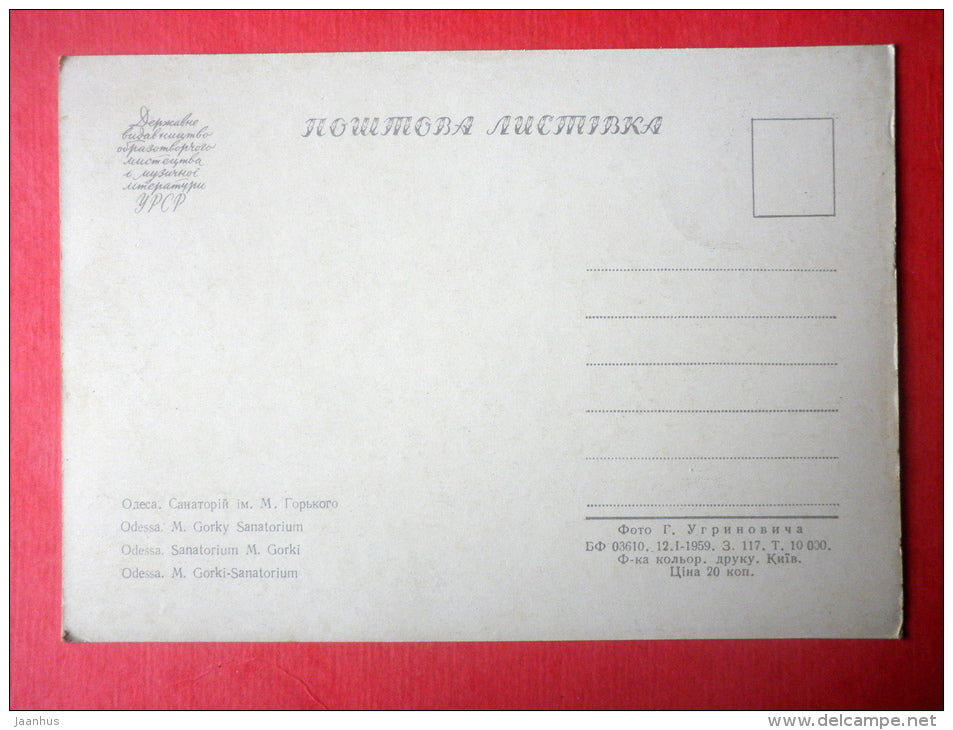 Державне
видавництво
образотворчого
мистецтва
і музичної
літератури
УРСР
ПОШТОВА ЛИСТІВКА
Одеса. Санаторій ім. М. Горького
Odessa. M. Gorky Sanatorium
Odessa. Sanatorium M. Gorki
Odessa. M. Gorki-Sanatorium
Фото Г. Угриновича
БФ 03610. 12.I-1959. З. 117. Т. 10 000.
Ф-ка кольор. друку. Київ.
Ціна 20 коп.
jaanhus
www.delcampe.net